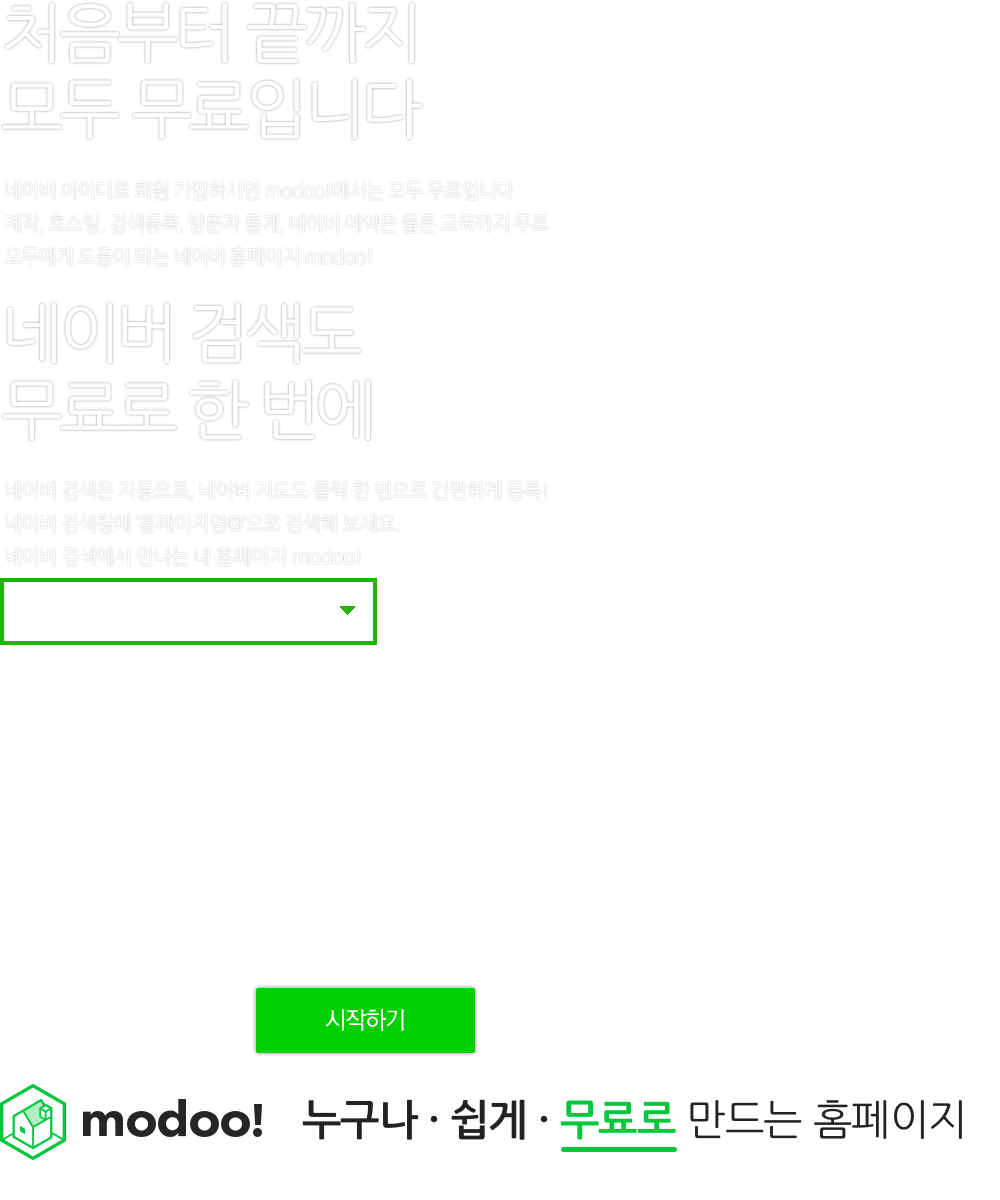 처음부터 끝까지
모두 무료입니다
네이버 아이디로 회원 가입하시면 modoo!에서는 모두 무료입니다
제작, 호스팅, 검색등록, 방문자 통계, 네이버 예약은 물론 교육까지 무료
모두에게 도움이 되는 네이버 홈페이지 modoo!
네이버 검색도
무료로 한 번에
네이버 검색은 자동으로, 네이버 지도도 클릭 한 번으로 간편하게 등록!
네이버 검색창에 '홈페이지명@'으로 검색해 보세요.
네이버 검색에서 만나는 내 홈페이지 modoo!
시작하기
modoo! 누구나 · 쉽게 · 무료로 만드는 홈페이지